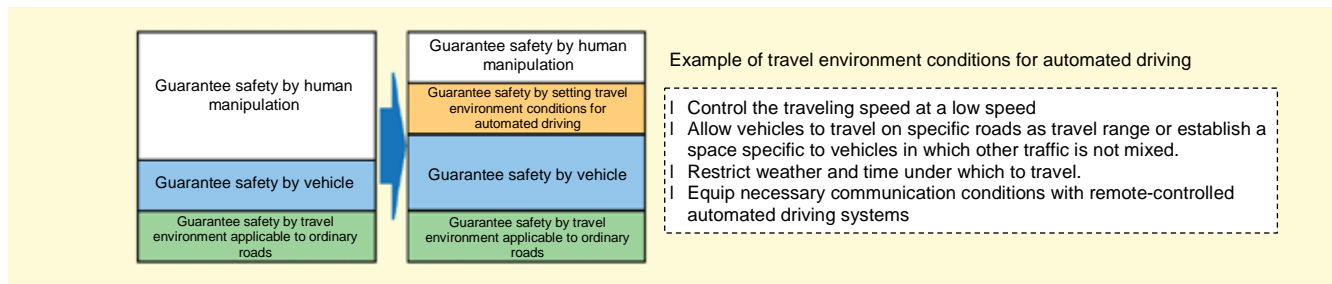 Guarantee safety by human
manipulation
Guarantee safety by vehicle
Guarantee safety by travel
environment applicable to ordinary
roads
Guarantee safety by human
manipulation
Guarantee safety by setting travel
environment conditions for
automated driving
Guarantee safety by vehicle
Guarantee safety by travel
environment applicable to ordinary
roads
Example of travel environment conditions for automated driving
l Control the traveling speed at a low speed
l Allow vehicles to travel on specific roads as travel range or establish a
space specific to vehicles in which other traffic is not mixed.
l Restrict weather and time under which to travel.
l Equip necessary communication conditions with remote-controlled
automated driving systems